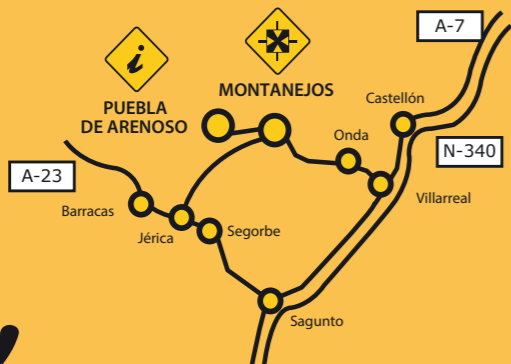 A-7
i
MONTANEJOS
PUEBLA
DE ARENOSO
Castellón
Onda
N-340
A-23
Villarreal
Barracas
Jérica
Segorbe
Sagunto